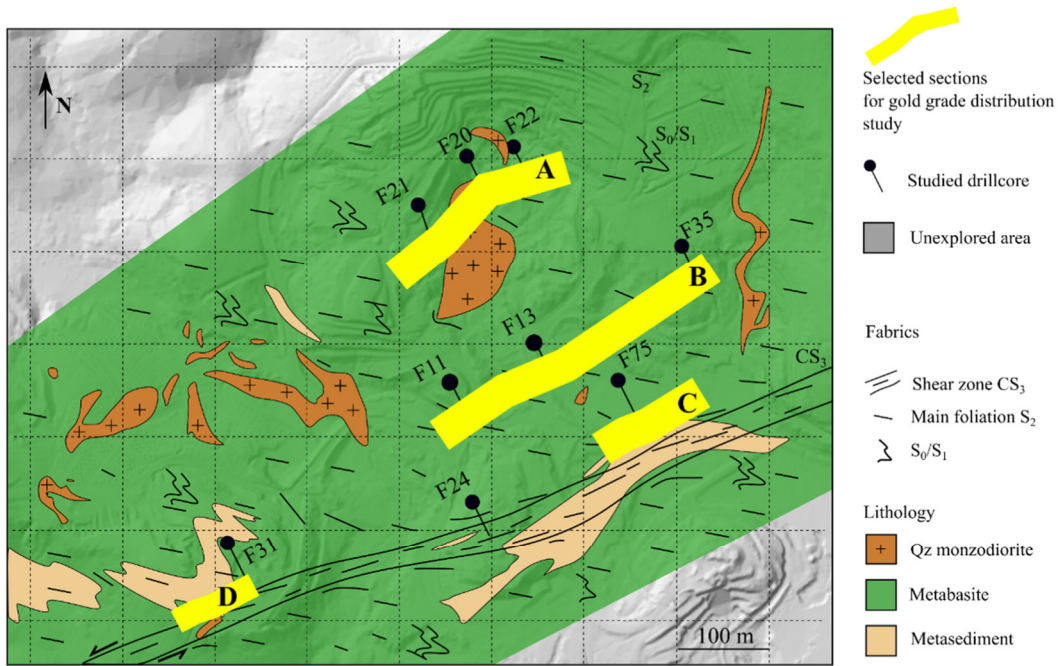 N
S₂
S₀/S₁
F20
F22
A
F21
F35
B
F13
F11
F75
CS₃
C
F24
F31
D
100 m
Selected sections
for gold grade distribution
study
Studied drillcore
Unexplored area
Fabrics
Shear zone CS₃
Main foliation S₂
S₀/S₁
Lithology
Qz monzodiorite
Metabasite
Metasediment